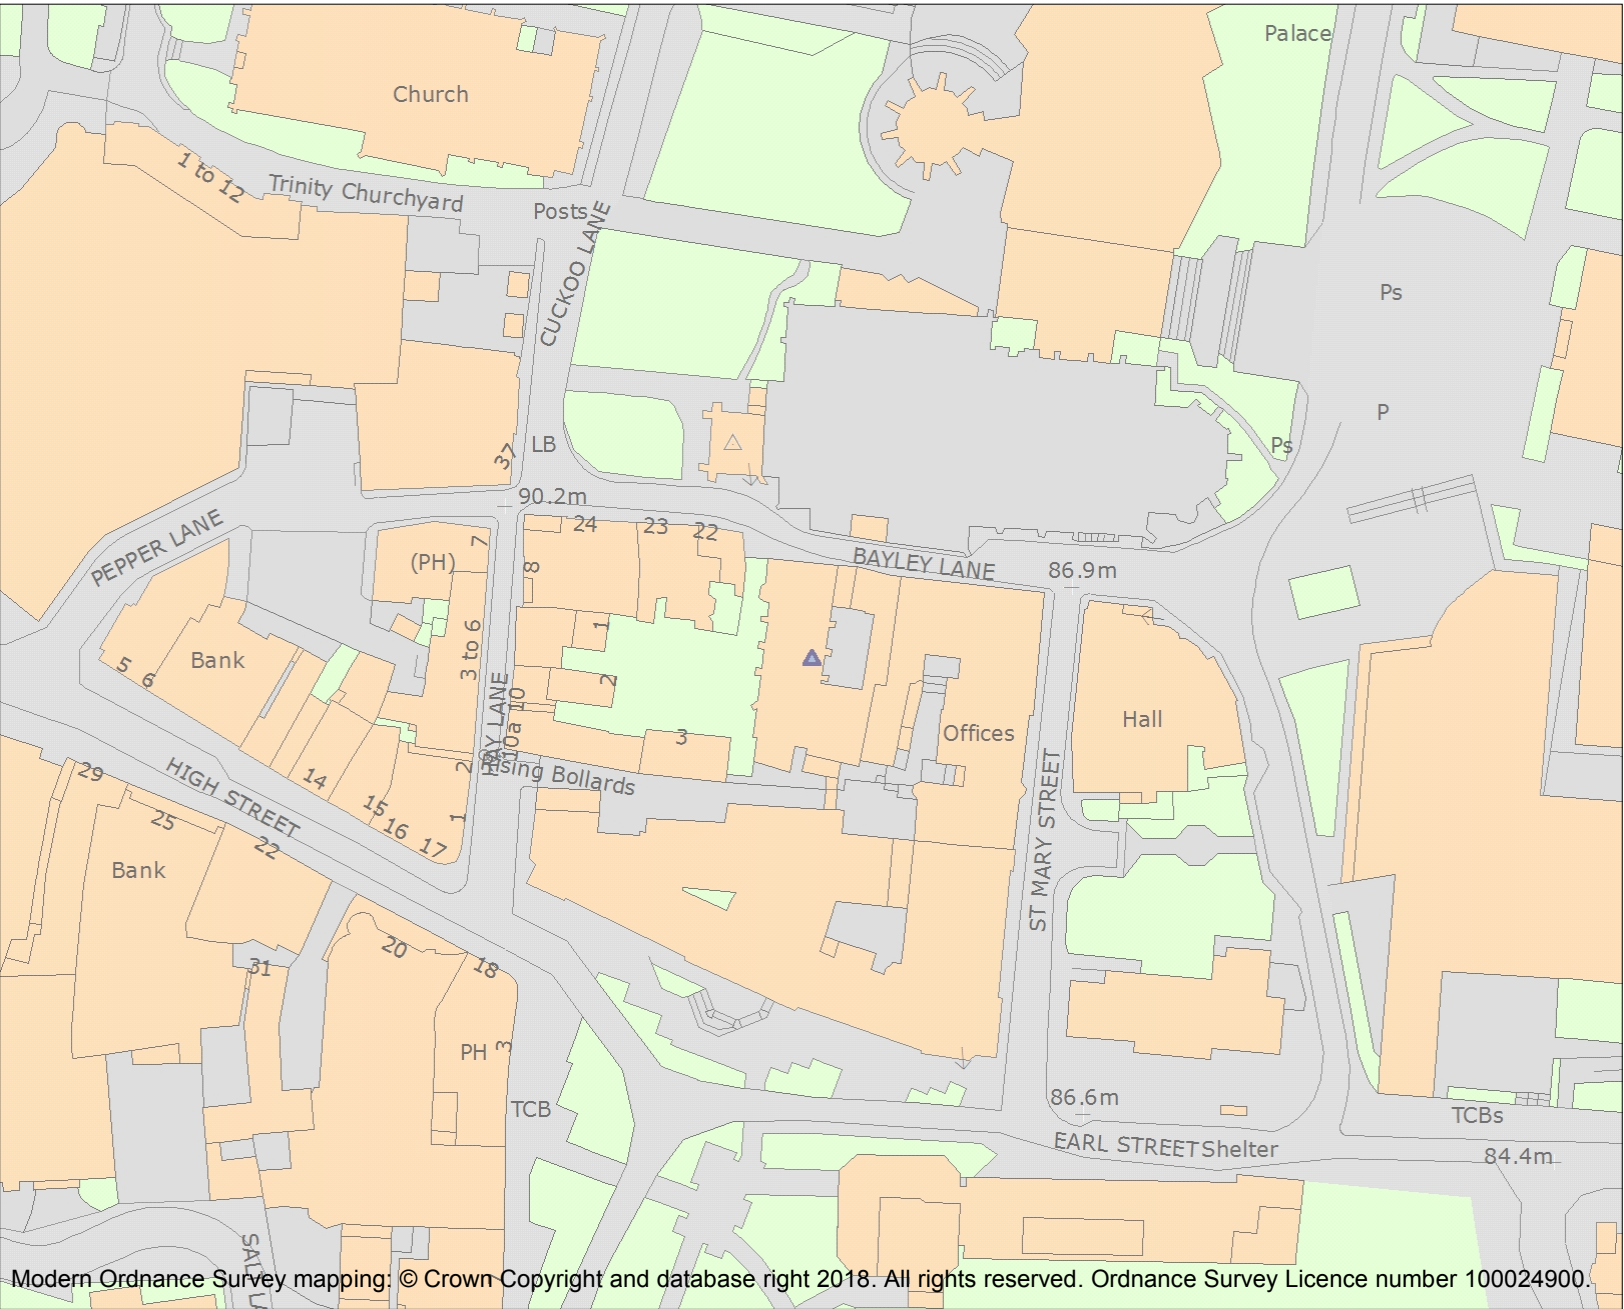 Palace
Church
1 to 12
Trinity Churchyard
Posts
CUCKOO LANE
Ps
P
Ps
LB
37
90.2m
24
23
22
PEPPER LANE
(PH)
7
8
BAYLEY LANE
86.9m
1
3 to 6
5
6
Bank
2
10a 10
LANE
3
Hall
Offices
Rising Bollards
29
HIGH STREET
14
2
15
16
1
17
25
22
Bank
ST MARY STREET
20
18
31
PH
3
TCB
86.6m
TCBs
EARL STREET
Shelter
84.4m
Modern Ordnance Survey mapping: © Crown Copyright and database right 2018. All rights reserved. Ordnance Survey Licence number 100024900.